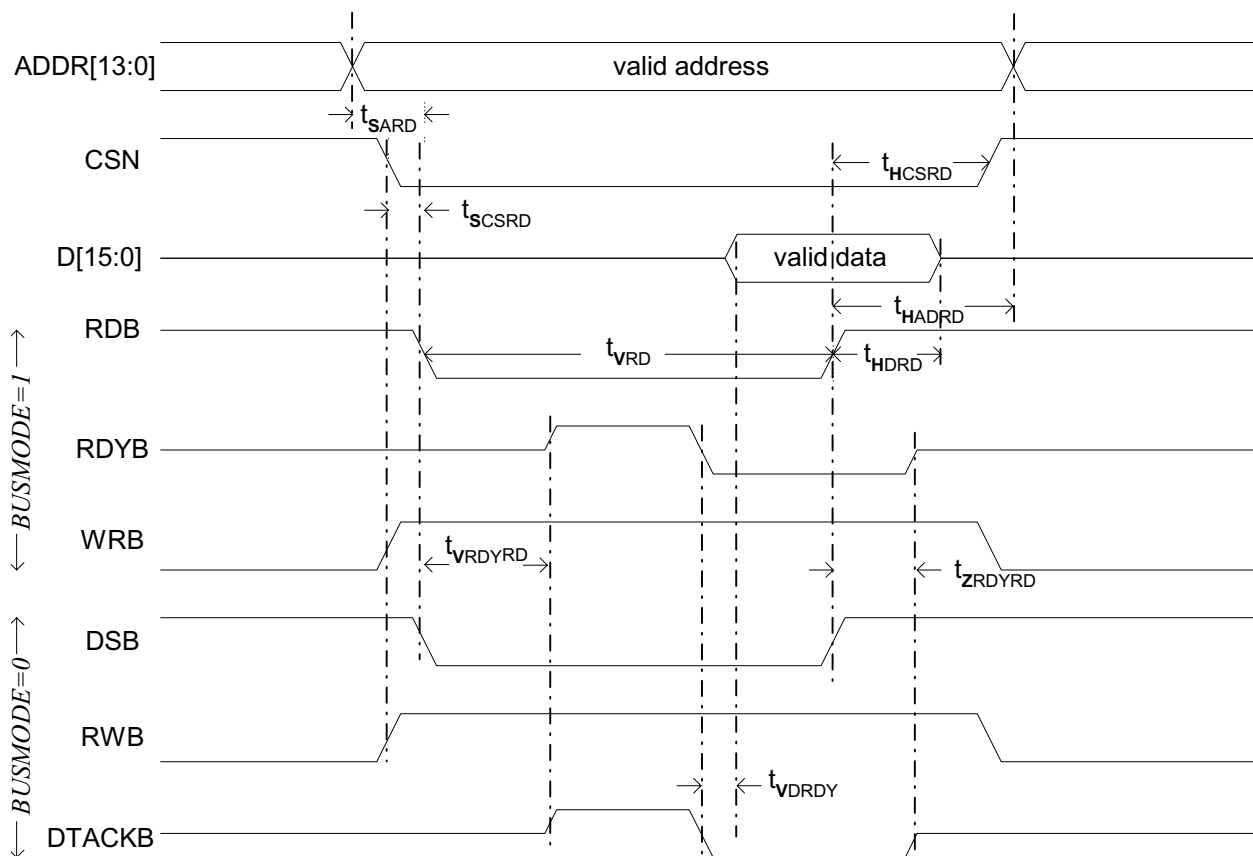 ADDR[13:0]
valid address
tSARD
CSN
tHCSRD
tSCSRD
D[15:0]
valid data
tHADRD
RDB
tVRD
tHDRD
BUSMODE=1
RDYB
WRB
tVRDYRD
tZRDYRD
DSB
BUSMODE=0
RWB
tVDRDY
DTACKB